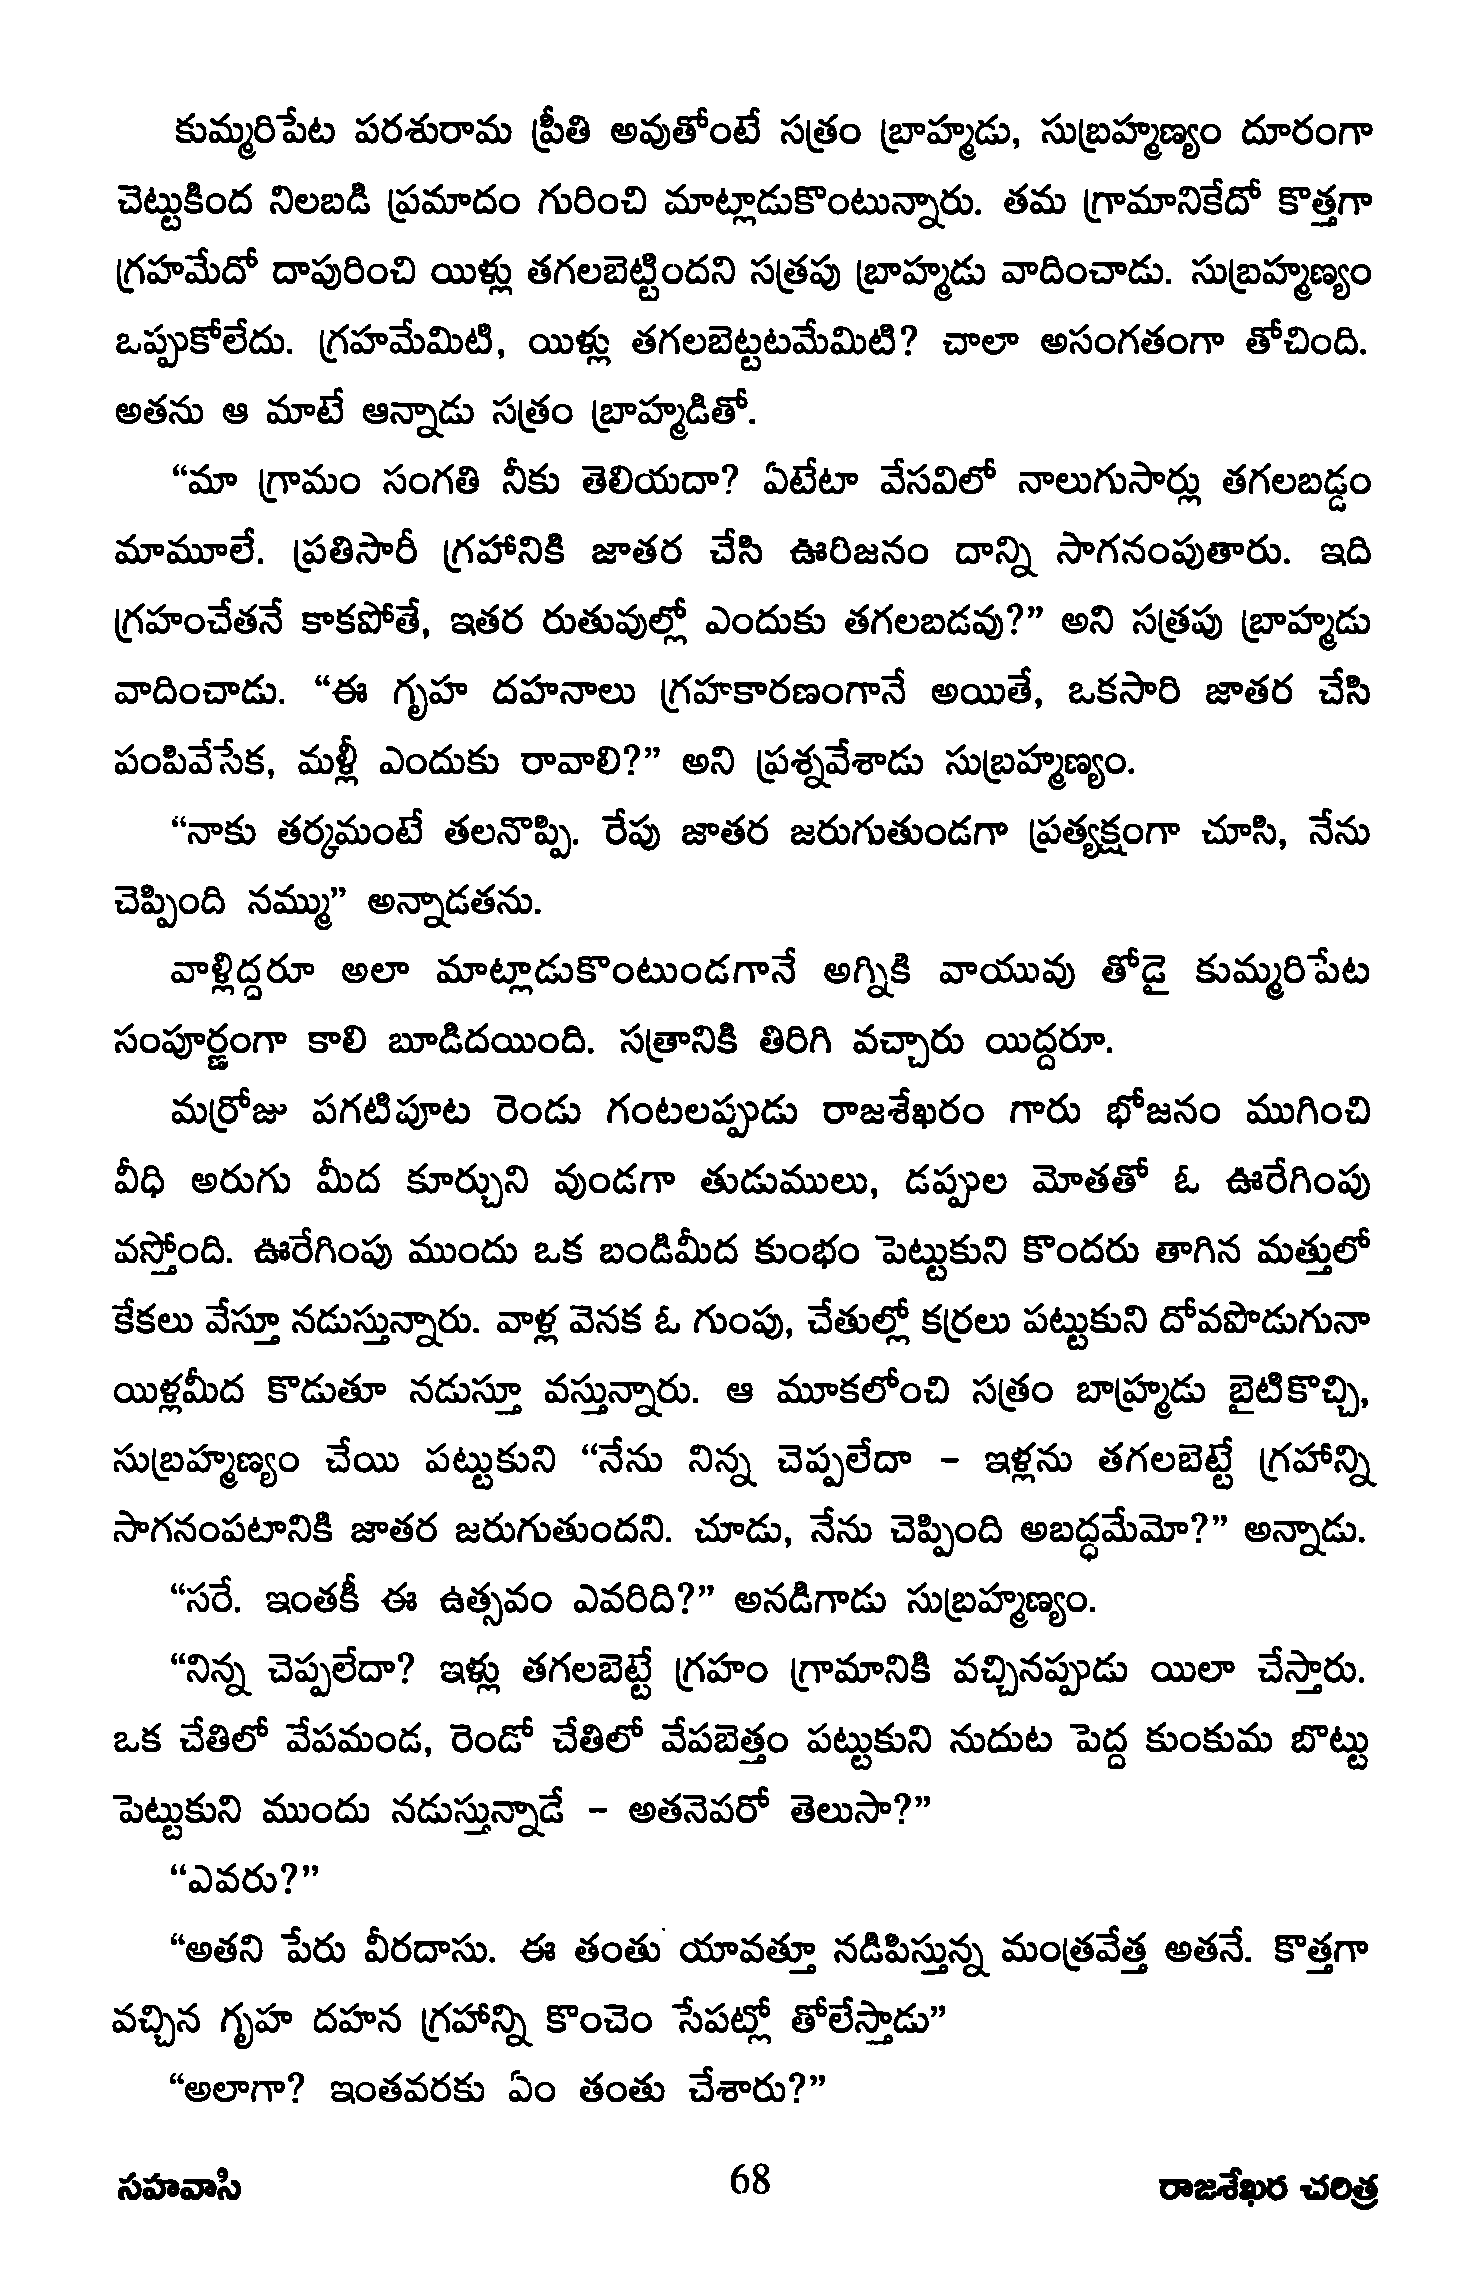 కుమ్మరిపేట పరశురామ ప్రీతి అవుతోంటే సత్రం బ్రాహ్మడు, సుబ్రహ్మణ్యం దూరంగా
చెట్టుకింద నిలబడి ప్రమాదం గురించి మాట్లాడుకొంటున్నారు. తమ గ్రామానికేదో కొత్తగా
గ్రహమేదో దాపురించి యిళ్లు తగలబెట్టిందని సత్రపు బ్రాహ్మడు వాదించాడు. సుబ్రహ్మణ్యం
ఒప్పుకోలేదు. గ్రహమేమిటి, యిళ్లు తగలబెట్టటమేమిటి? చాలా అసంగతంగా తోచింది.
అతను ఆ మాటే ఆన్నాడు సత్రం బ్రాహ్మడితో.
“మా గ్రామం సంగతి నీకు తెలియదా? ఏటేటా వేసవిలో నాలుగుసార్లు తగలబడ్డం
మామూలే. ప్రతిసారీ గ్రహానికి జాతర చేసి ఊరిజనం దాన్ని సాగనంపుతారు. ఇది
గ్రహంచేతనే కాకపోతే, ఇతర రుతువుల్లో ఎందుకు తగలబడవు?” అని సత్రపు బ్రాహ్మడు
వాదించాడు. “ఈ గృహ దహనాలు గ్రహకారణంగానే అయితే, ఒకసారి జాతర చేసి
పంపివేసేక, మళ్లీ ఎందుకు రావాలి?” అని ప్రశ్నవేశాడు సుబ్రహ్మణ్యం.
“నాకు తర్కమంటే తలనొప్పి. రేపు జాతర జరుగుతుండగా ప్రత్యక్షంగా చూసి, నేను
చెప్పింది నమ్ము” అన్నాడతను.
వాళ్లిద్దరూ అలా మాట్లాడుకొంటుండగానే అగ్నికి వాయువు తోడై కుమ్మరిపేట
సంపూర్ణంగా కాలి బూడిదయింది. సత్రానికి తిరిగి వచ్చారు యిద్దరూ.
మర్రోజు పగటిపూట రెండు గంటలప్పుడు రాజశేఖరం గారు భోజనం ముగించి
వీధి అరుగు మీద కూర్చుని వుండగా తుడుములు, డప్పుల మోతతో ఓ ఊరేగింపు
వస్తోంది. ఊరేగింపు ముందు ఒక బండిమీద కుంభం పెట్టుకుని కొందరు తాగిన మత్తులో
కేకలు వేస్తూ నడుస్తున్నారు. వాళ్ల వెనక ఓ గుంపు, చేతుల్లో కర్రలు పట్టుకుని దోవపొడుగునా
యిళ్లమీద కొడుతూ నడుస్తూ వస్తున్నారు. ఆ మూకలోంచి సత్రం బాహ్ర్మడు బైటికొచ్చి,
సుబ్రహ్మణ్యం చేయి పట్టుకుని “నేను నిన్న చెప్పలేదా – ఇళ్లను తగలబెట్టే గ్రహాన్ని
సాగనంపటానికి జాతర జరుగుతుందని. చూడు, నేను చెప్పింది అబద్ధమేమో?” అన్నాడు.
“సరే. ఇంతకీ ఈ ఉత్సవం ఎవరిది?” అనడిగాడు సుబ్రహ్మణ్యం.
“నిన్న చెప్పలేదా? ఇళ్లు తగలబెట్టే గ్రహం గ్రామానికి వచ్చినప్పుడు యిలా చేస్తారు.
ఒక చేతిలో వేపమండ, రెండో చేతిలో వేపబెత్తం పట్టుకుని నుదుట పెద్ద కుంకుమ బొట్టు
పెట్టుకుని ముందు నడుస్తున్నాడే – అతనెవరో తెలుసా?”
“ఎవరు?”
“అతని పేరు వీరదాసు. ఈ తంతు యావత్తూ నడిపిస్తున్న మంత్రవేత్త అతనే. కొత్తగా
వచ్చిన గృహ దహన గ్రహాన్ని కొంచెం సేపట్లో తోలేస్తాడు”
“అలాగా? ఇంతవరకు ఏం తంతు చేశారు?”
సహవాసి 68 రాజశేఖర చరిత్ర